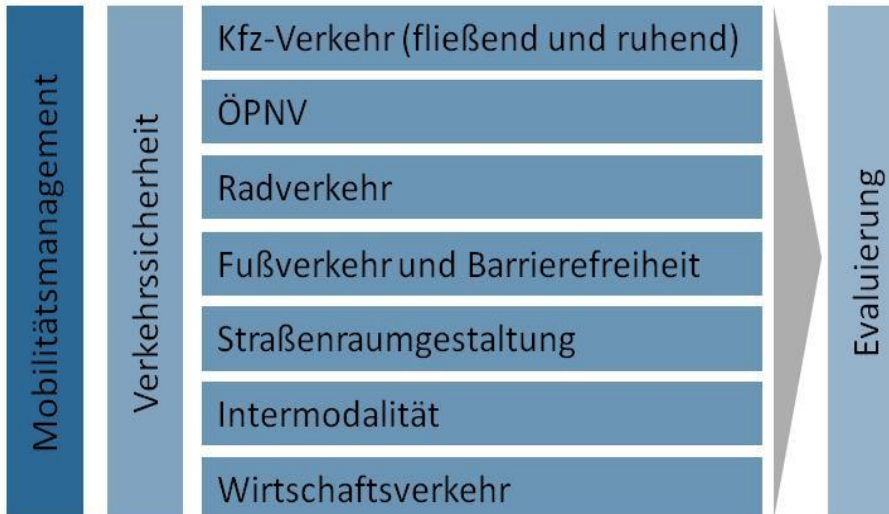 Mobilitätsmanagement
Verkehrssicherheit
Kfz-Verkehr (fließend und ruhend)
ÖPNV
Radverkehr
Fußverkehr und Barrierefreiheit
Straßenraumgestaltung
Intermodalität
Wirtschaftsverkehr
Evaluierung